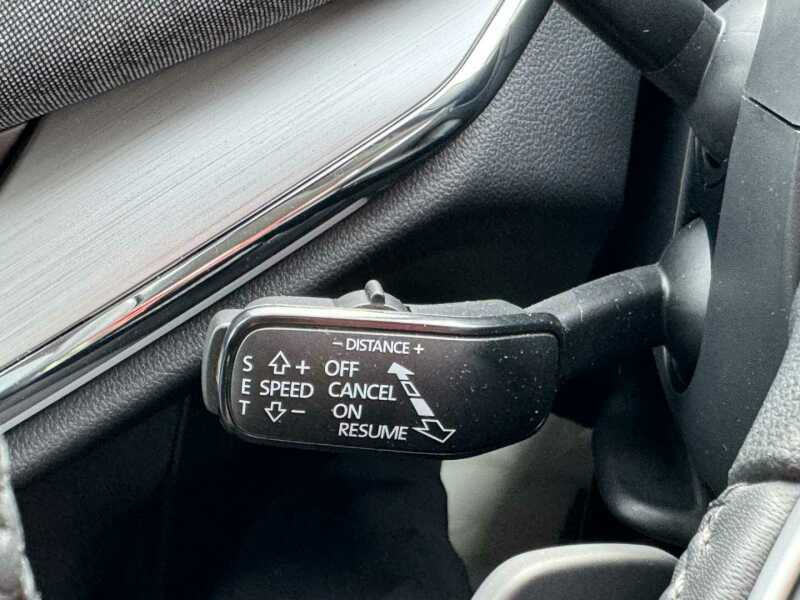 – DISTANCE +
S + OFF
E SPEED CANCEL
T – ON
RESUME